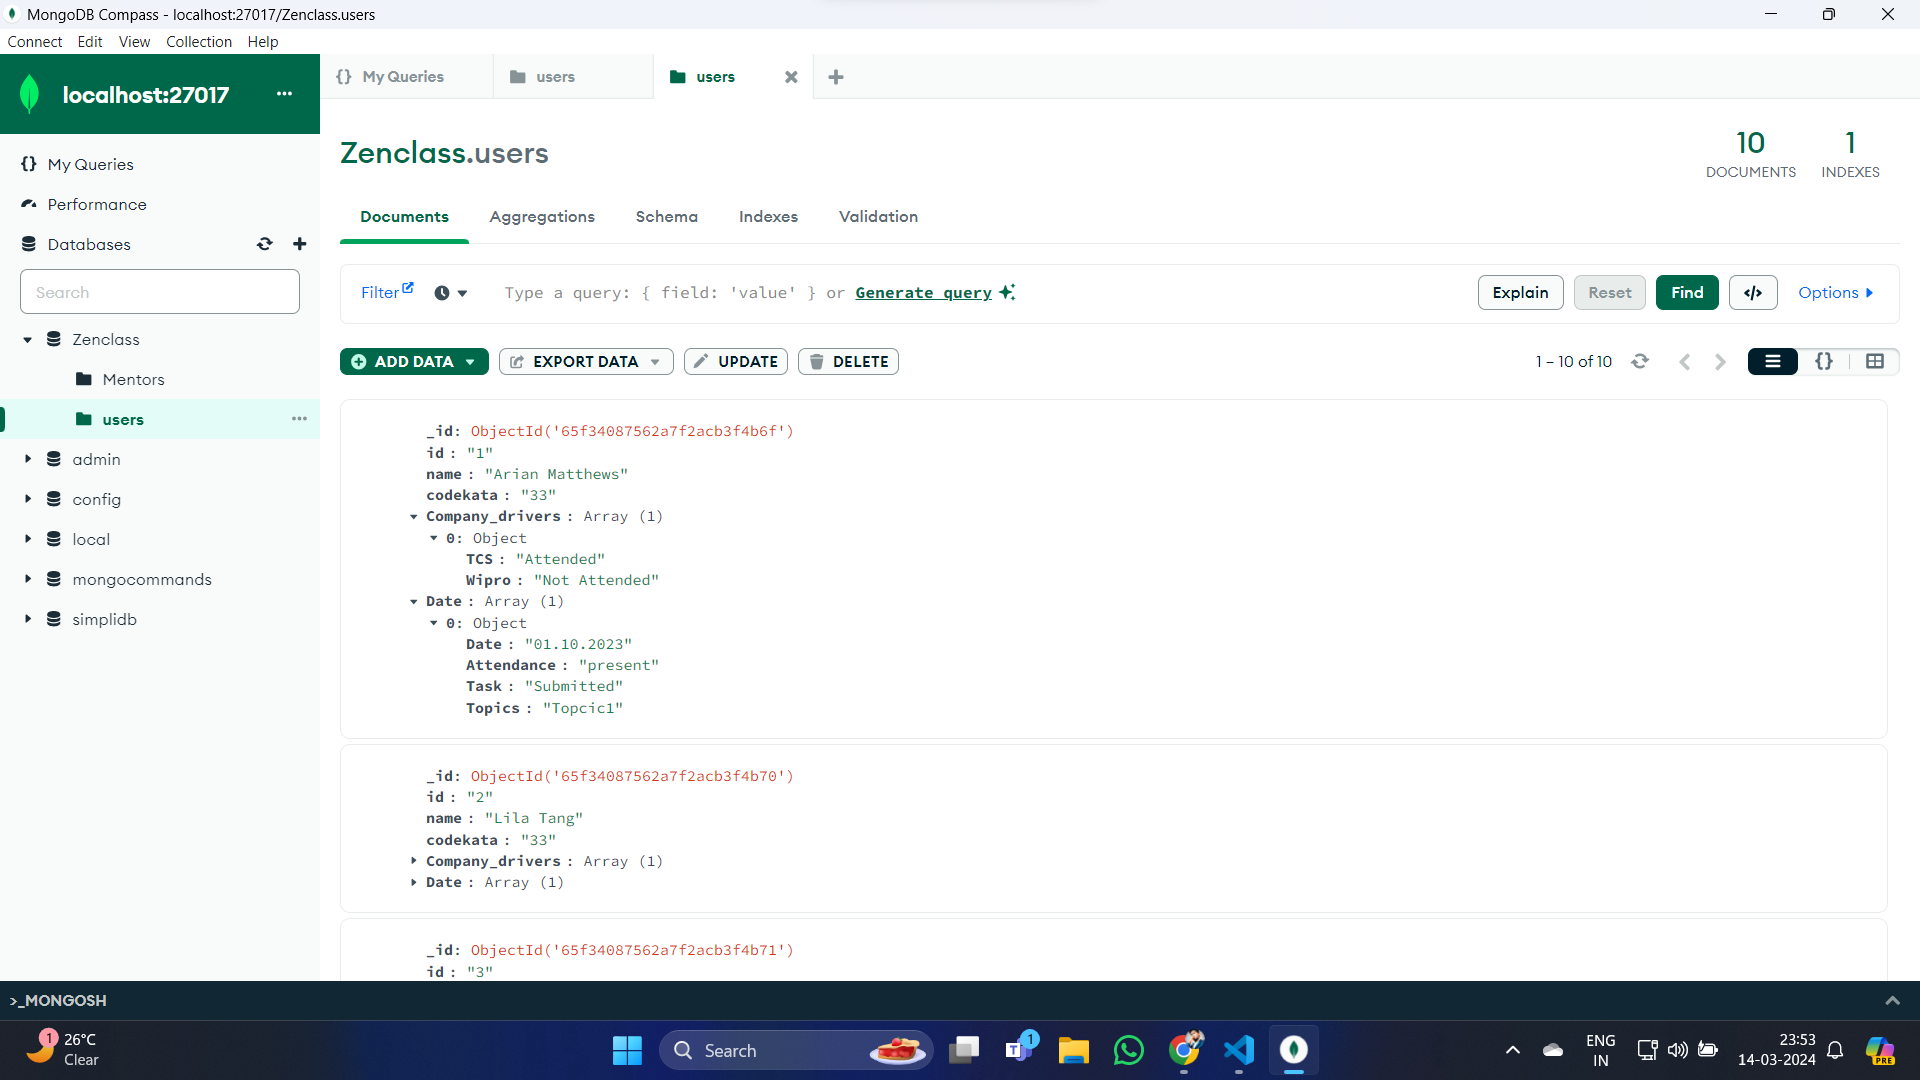 MongoDB Compass - localhost:27017/Zenclass.users
Connect Edit View Collection Help
localhost:27017 ...
My Queries
users
users
My Queries
Performance
Databases
Search
Zenclass
Mentors
users
admin
config
local
mongocommands
simplidb
Zenclass.users
10
DOCUMENTS
1
INDEXES
Documents Aggregations Schema Indexes Validation
Filter Type a query: { field: 'value' } or Generate query Explain Reset Find </> Options
ADD DATA EXPORT DATA UPDATE DELETE 1 – 10 of 10 {}
_id: ObjectId('65f34087562a7f2acb3f4b6f')
id : "1"
name : "Arian Matthews"
codekata : "33"
Company_drivers : Array (1)
0: Object
TCS : "Attended"
Wipro : "Not Attended"
Date : Array (1)
0: Object
Date : "01.10.2023"
Attendance : "present"
Task : "Submitted"
Topics : "Topcic1"
_id: ObjectId('65f34087562a7f2acb3f4b70')
id : "2"
name : "Lila Tang"
codekata : "33"
Company_drivers : Array (1)
Date : Array (1)
_id: ObjectId('65f34087562a7f2acb3f4b71')
id : "3"
>_MONGOSH
1
26°C
Clear
Search
T
1
ENG
IN
23:53
14-03-2024
PRE